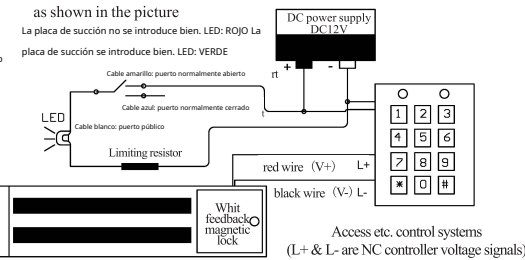 as shown in the picture
La placa de succión no se introduce bien. LED: ROJO La
placa de succión se introduce bien. LED: VERDE
DC power supply
DC12V
rt
+ -
Cable amarillo: puerto normalmente abierto
Cable azul: puerto normalmente cerrado
t
LED
Cable blanco: puerto público
Limiting resistor
1 2 3
4 5 6
7 8 9
* 0 #
red wire（V+） L+
black wire（V-）L-
Whit
feedback
magnetic
lock
Access etc. control systems
(L+ & L- are NC controller voltage signals)